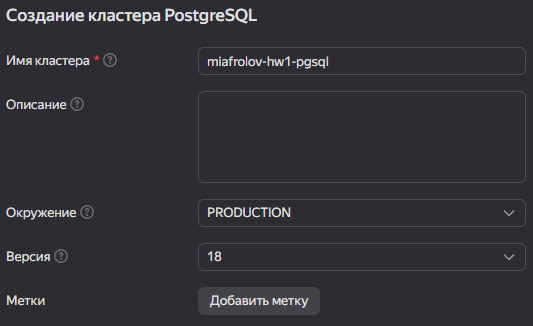 Создание кластера PostgreSQL
Имя кластера * ?
miafrolov-hw1-pgsql
Описание ?
Окружение ?
PRODUCTION
Версия ?
18
Метки
Добавить метку